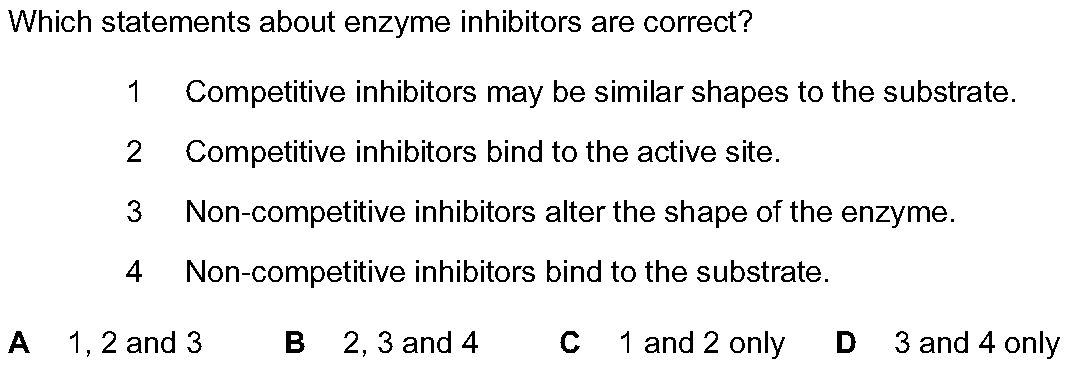 Which statements about enzyme inhibitors are correct?
1 Competitive inhibitors may be similar shapes to the substrate.
2 Competitive inhibitors bind to the active site.
3 Non-competitive inhibitors alter the shape of the enzyme.
4 Non-competitive inhibitors bind to the substrate.
A 1, 2 and 3 B 2, 3 and 4 C 1 and 2 only D 3 and 4 only